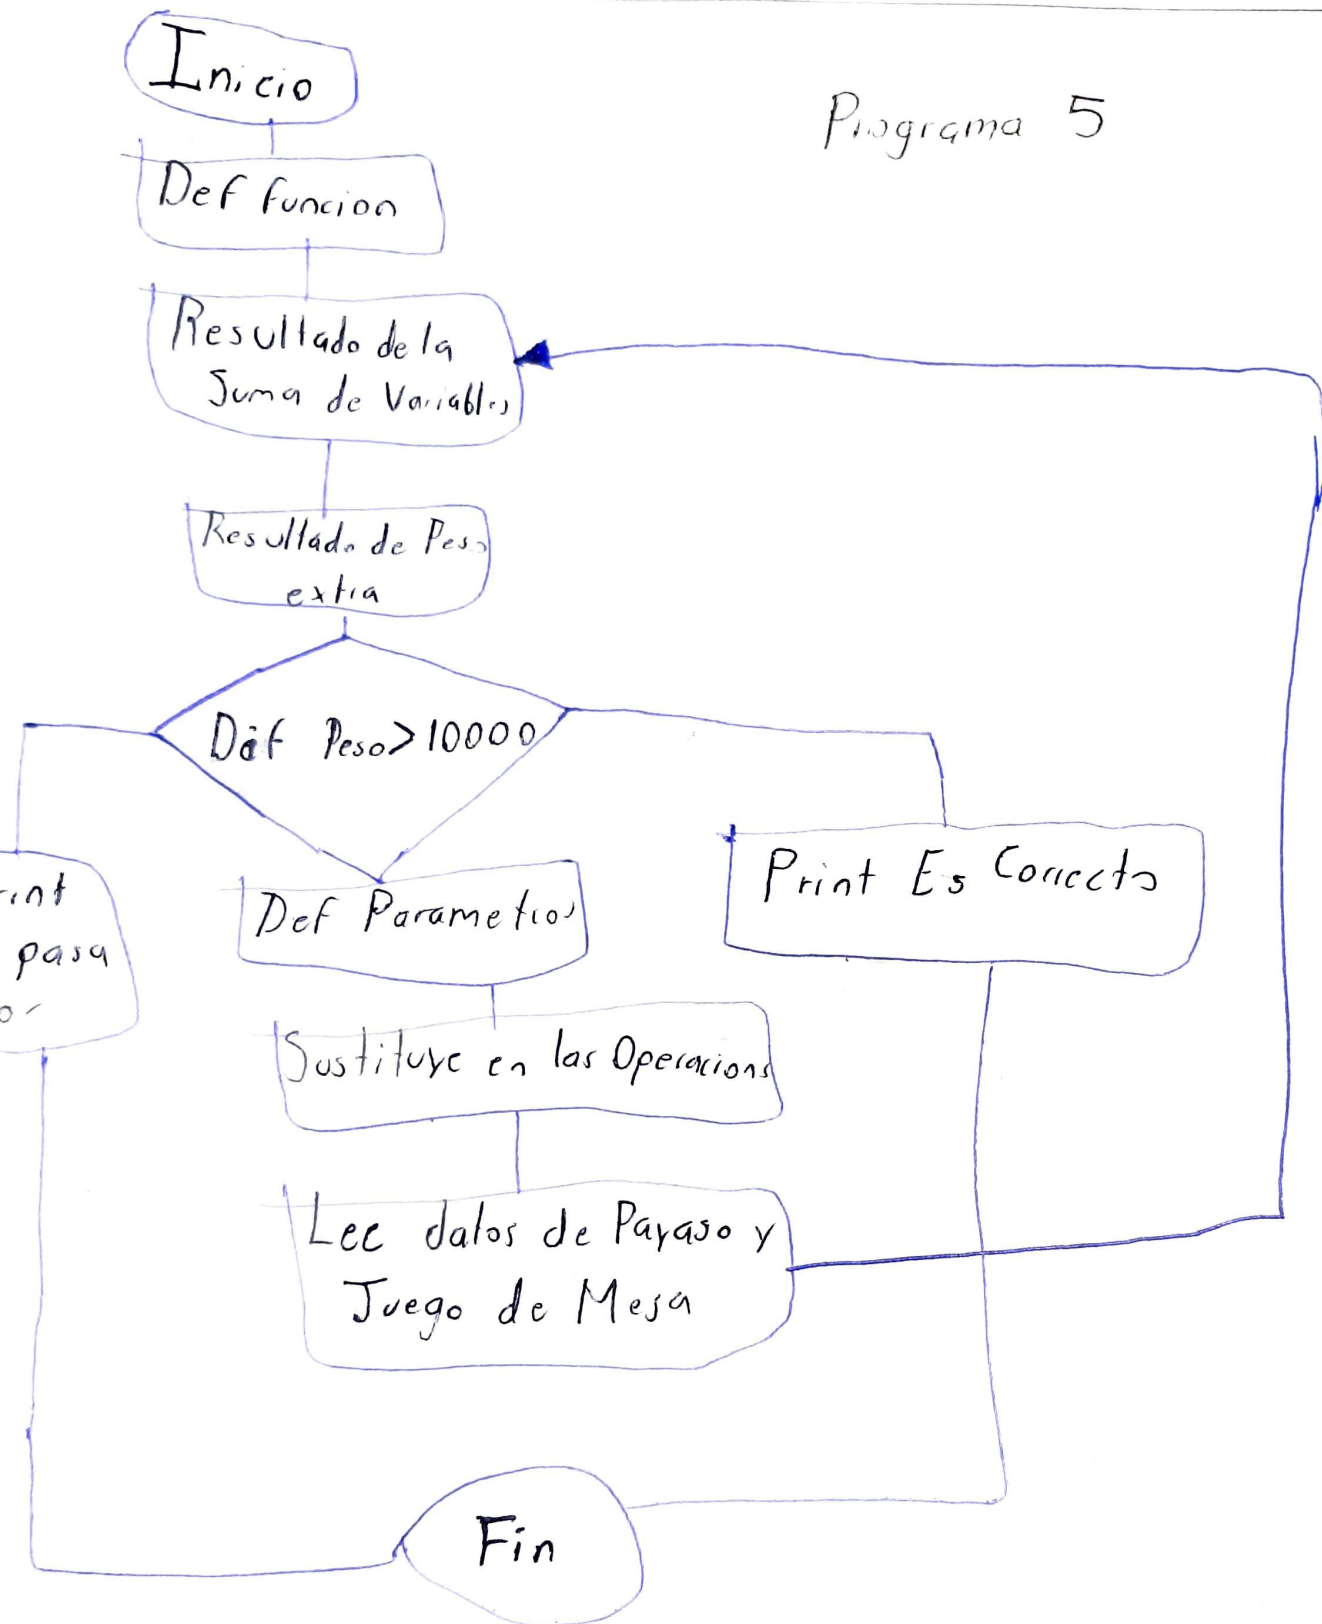 Inicio
Programa 5
Def funcion
Resultado de la
Suma de Variables
Resultado de Peso
extra
Dif Peso>10000
pasa
Def Parametros
Print Es Correcto
Sustituye en las Operacions
Lee datos de Payaso y
Juego de Mesa
Fin